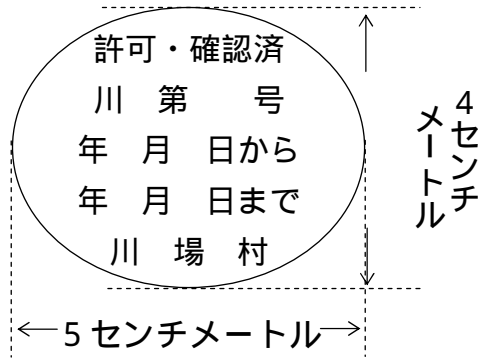 許可・確認済
川　第　　号
年　月　日から
年　月　日まで
川　場　村
4センチ
メートル
5センチメートル